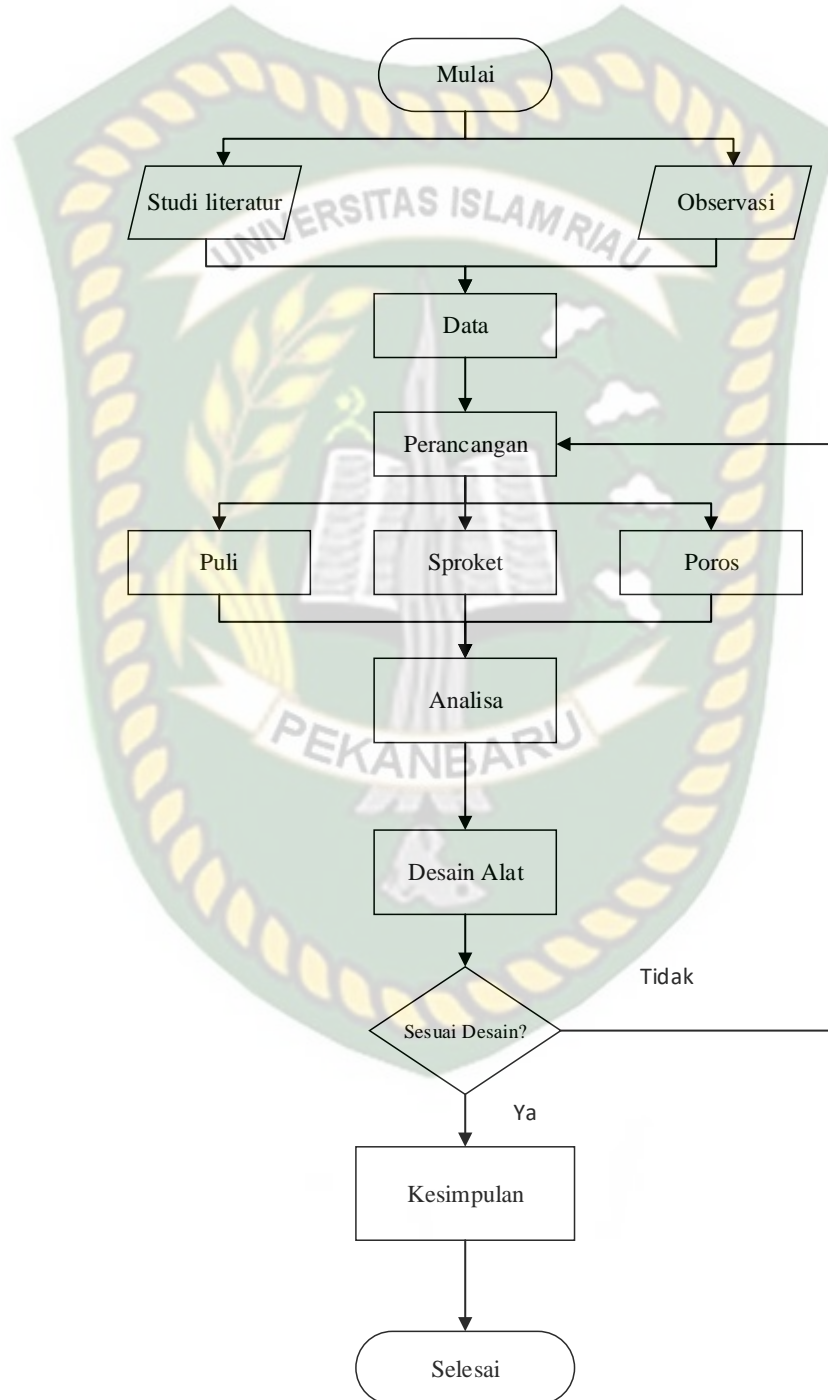 Mulai
Studi literatur
Observasi
UNIVERSITAS ISLAM RIAU
Data
Perancangan
Puli
Sproket
Poros
Analisa
PEKANBARU
Desain Alat
Tidak
Sesuai Desain?
Ya
Kesimpulan
Selesai